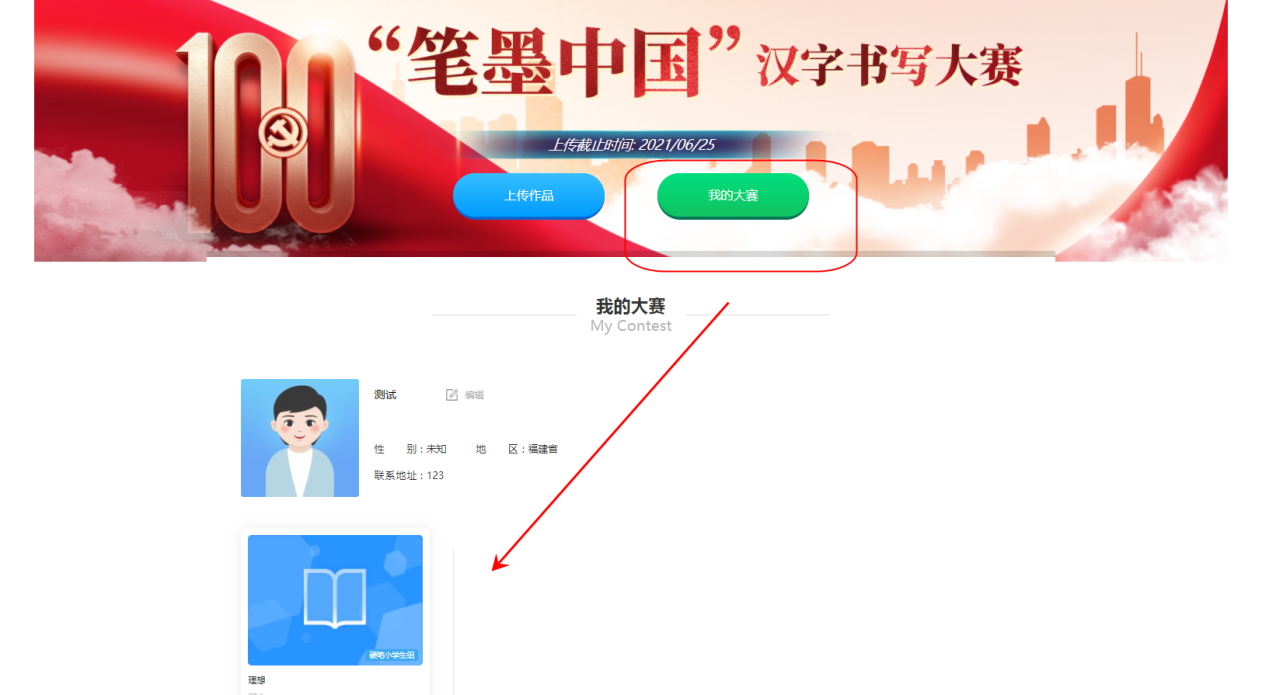 100
“笔墨中国”汉字书写大赛
上传截止时间: 2021/06/25
上传作品 我的大赛
我的大赛
My Contest
测试 编辑
性 别：未知 地 区：福建省
联系地址：123
硬笔小学生组
理想